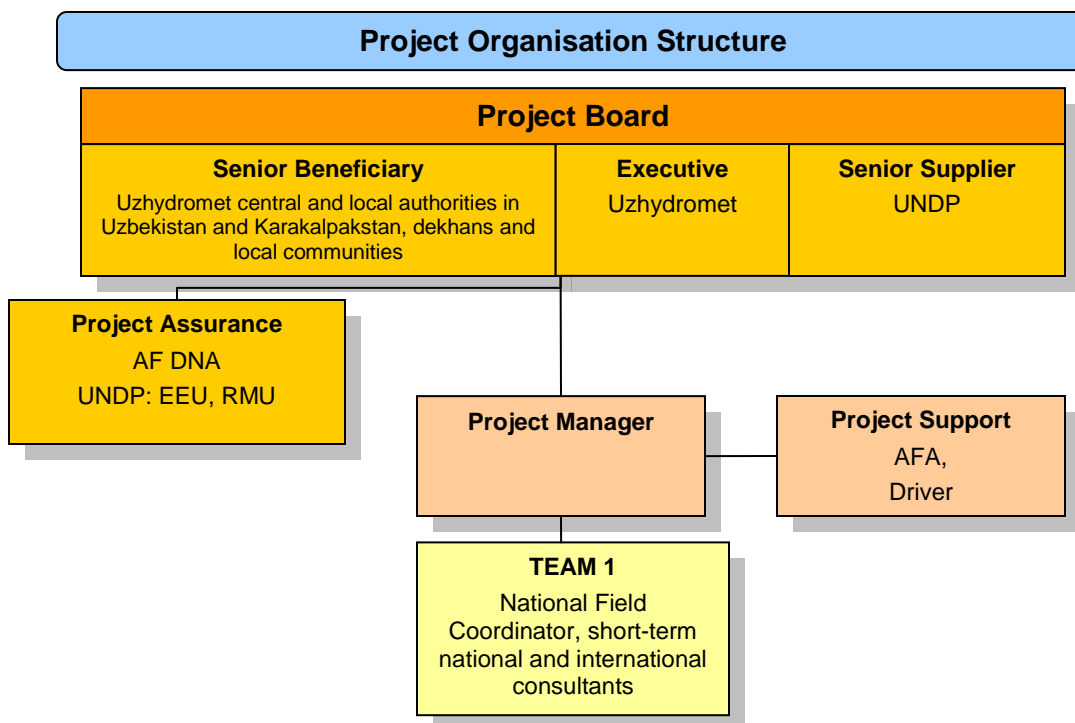 Project Organisation Structure
Project Board
Senior Beneficiary
Uzhydromet central and local authorities in
Uzbekistan and Karakalpakstan, dekhans and
local communities
Executive
Uzhydromet
Senior Supplier
UNDP
Project Assurance
AF DNA
UNDP: EEU, RMU
Project Manager
Project Support
AFA,
Driver
TEAM 1
National Field
Coordinator, short-term
national and international
consultants